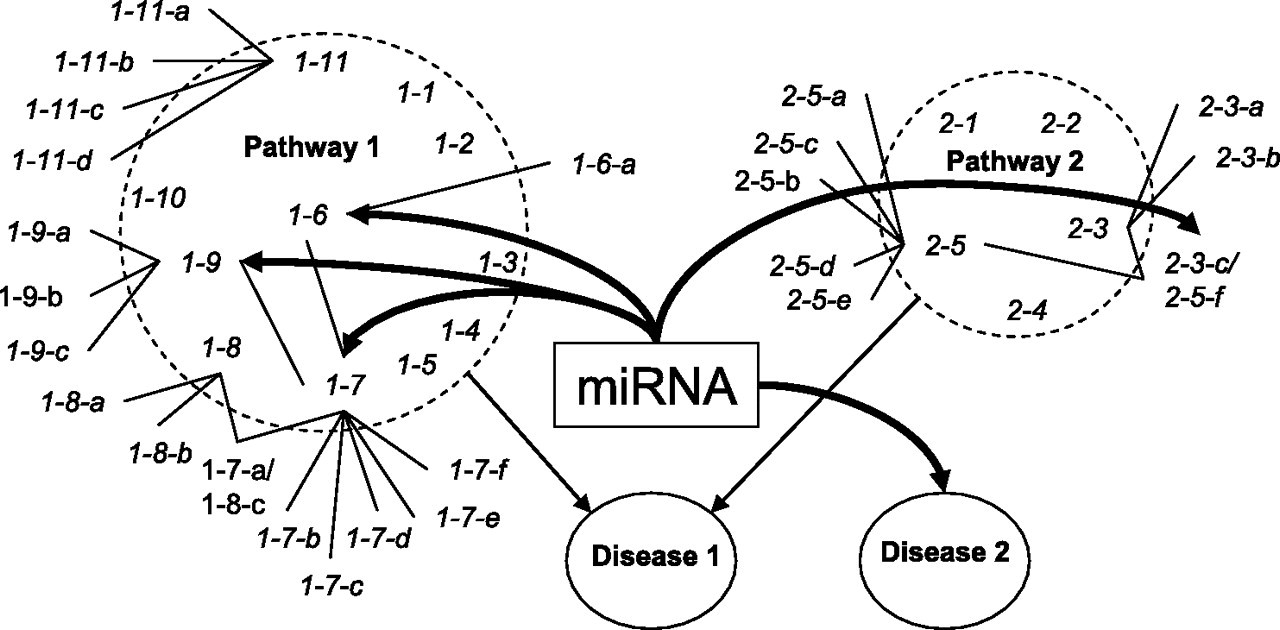 1-11-a
1-11-b
1-11-c
1-11-d
1-11
1-1
1-2
Pathway 1
1-6-a
1-10
1-6
1-9-a
1-9
1-3
1-9-b
1-4
1-9-c
1-8
1-5
1-7
1-8-a
1-8-b
1-7-a/
1-8-c
1-7-f
1-7-e
1-7-b
1-7-d
1-7-c
2-5-a
2-5-c
2-5-b
2-5-d
2-5-e
2-1
2-2
Pathway 2
2-3-a
2-3-b
2-3
2-5
2-3-c/
2-5-f
2-4
miRNA
Disease 1
Disease 2